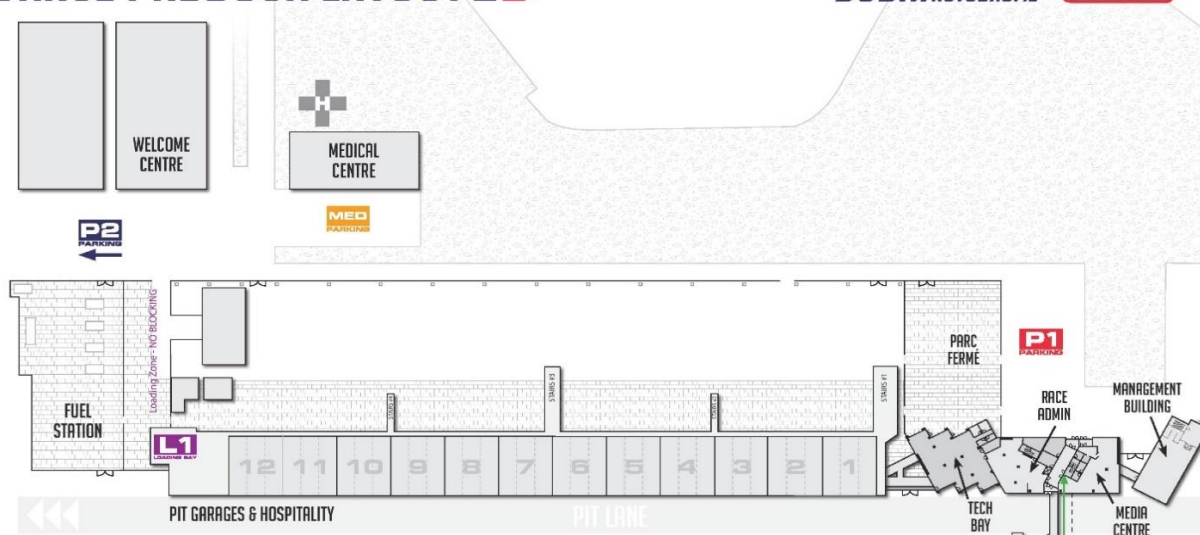 WELCOME
CENTRE
MEDICAL
CENTRE
P2
PARKING
MED
PARKING
Loading Zone - NO BLOCKING
PARC
FERMÉ
P1
PARKING
FUEL
STATION
STAIRS #3
STAIRS #1
RACE
ADMIN
MANAGEMENT
BUILDING
L1
LOADING BAY
12 11 10 9 8 7 6 5 4 3 2 1
PIT GARAGES & HOSPITALITY
PIT LANE
TECH
BAY
MEDIA
CENTRE